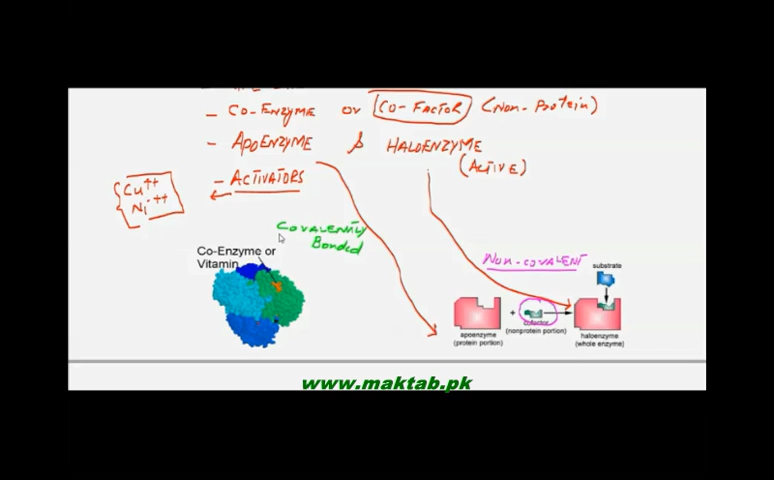 - CO-ENZYME OR CO-FACTOR (NON-Protein)
- APOENZYME & HALOENZYME
(ACTIVE)
- ACTIVATORS
Cu++
Ni++
COVALENTLY
Bonded
Co-Enzyme or
Vitamin
NON-COVALENT
substrate
+
apoenzyme
(protein portion)
cofactor
(nonprotein portion)
haloenzyme
(whole enzyme)
www.maktab.pk